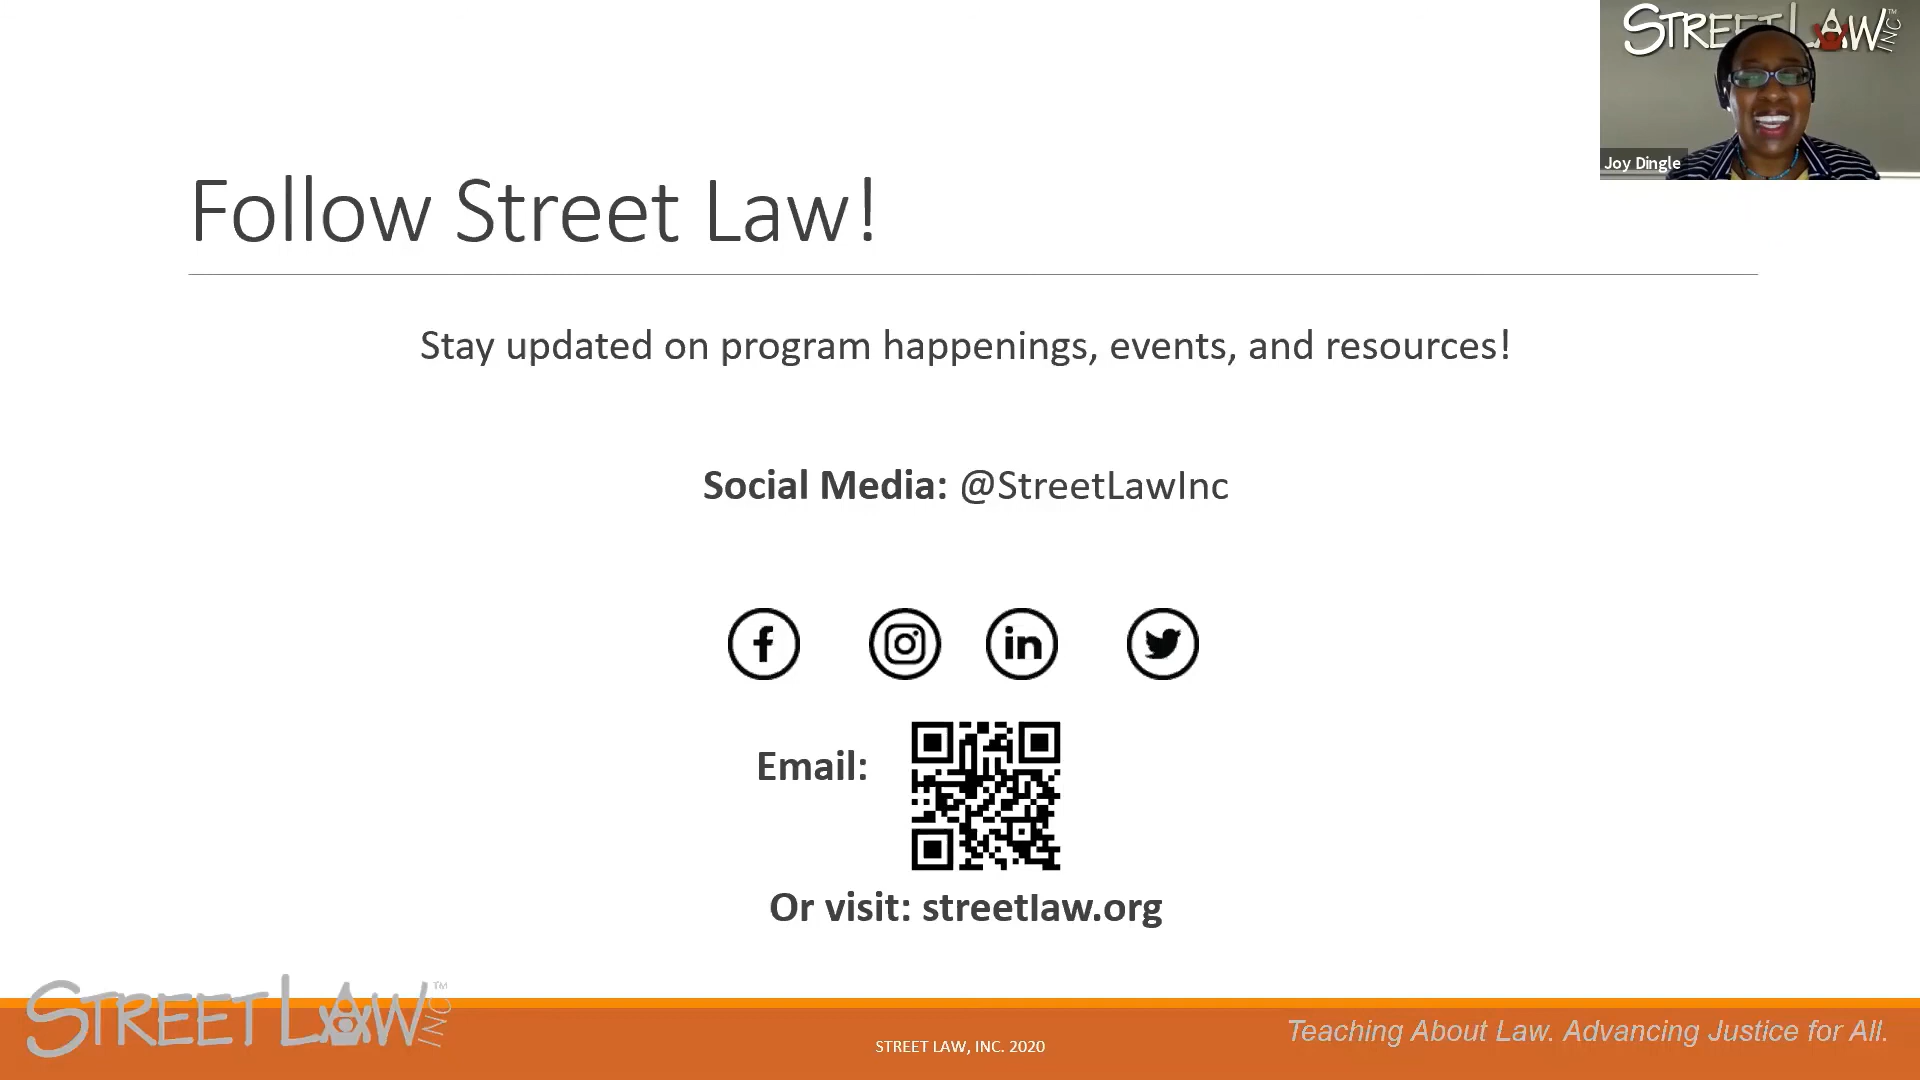 STREET LAW INC
Joy Dingle
Follow Street Law!
Stay updated on program happenings, events, and resources!
Social Media: @StreetLawInc
Email:
Or visit: streetlaw.org
STREET LAW INC™
STREET LAW, INC. 2020
Teaching About Law. Advancing Justice for All.